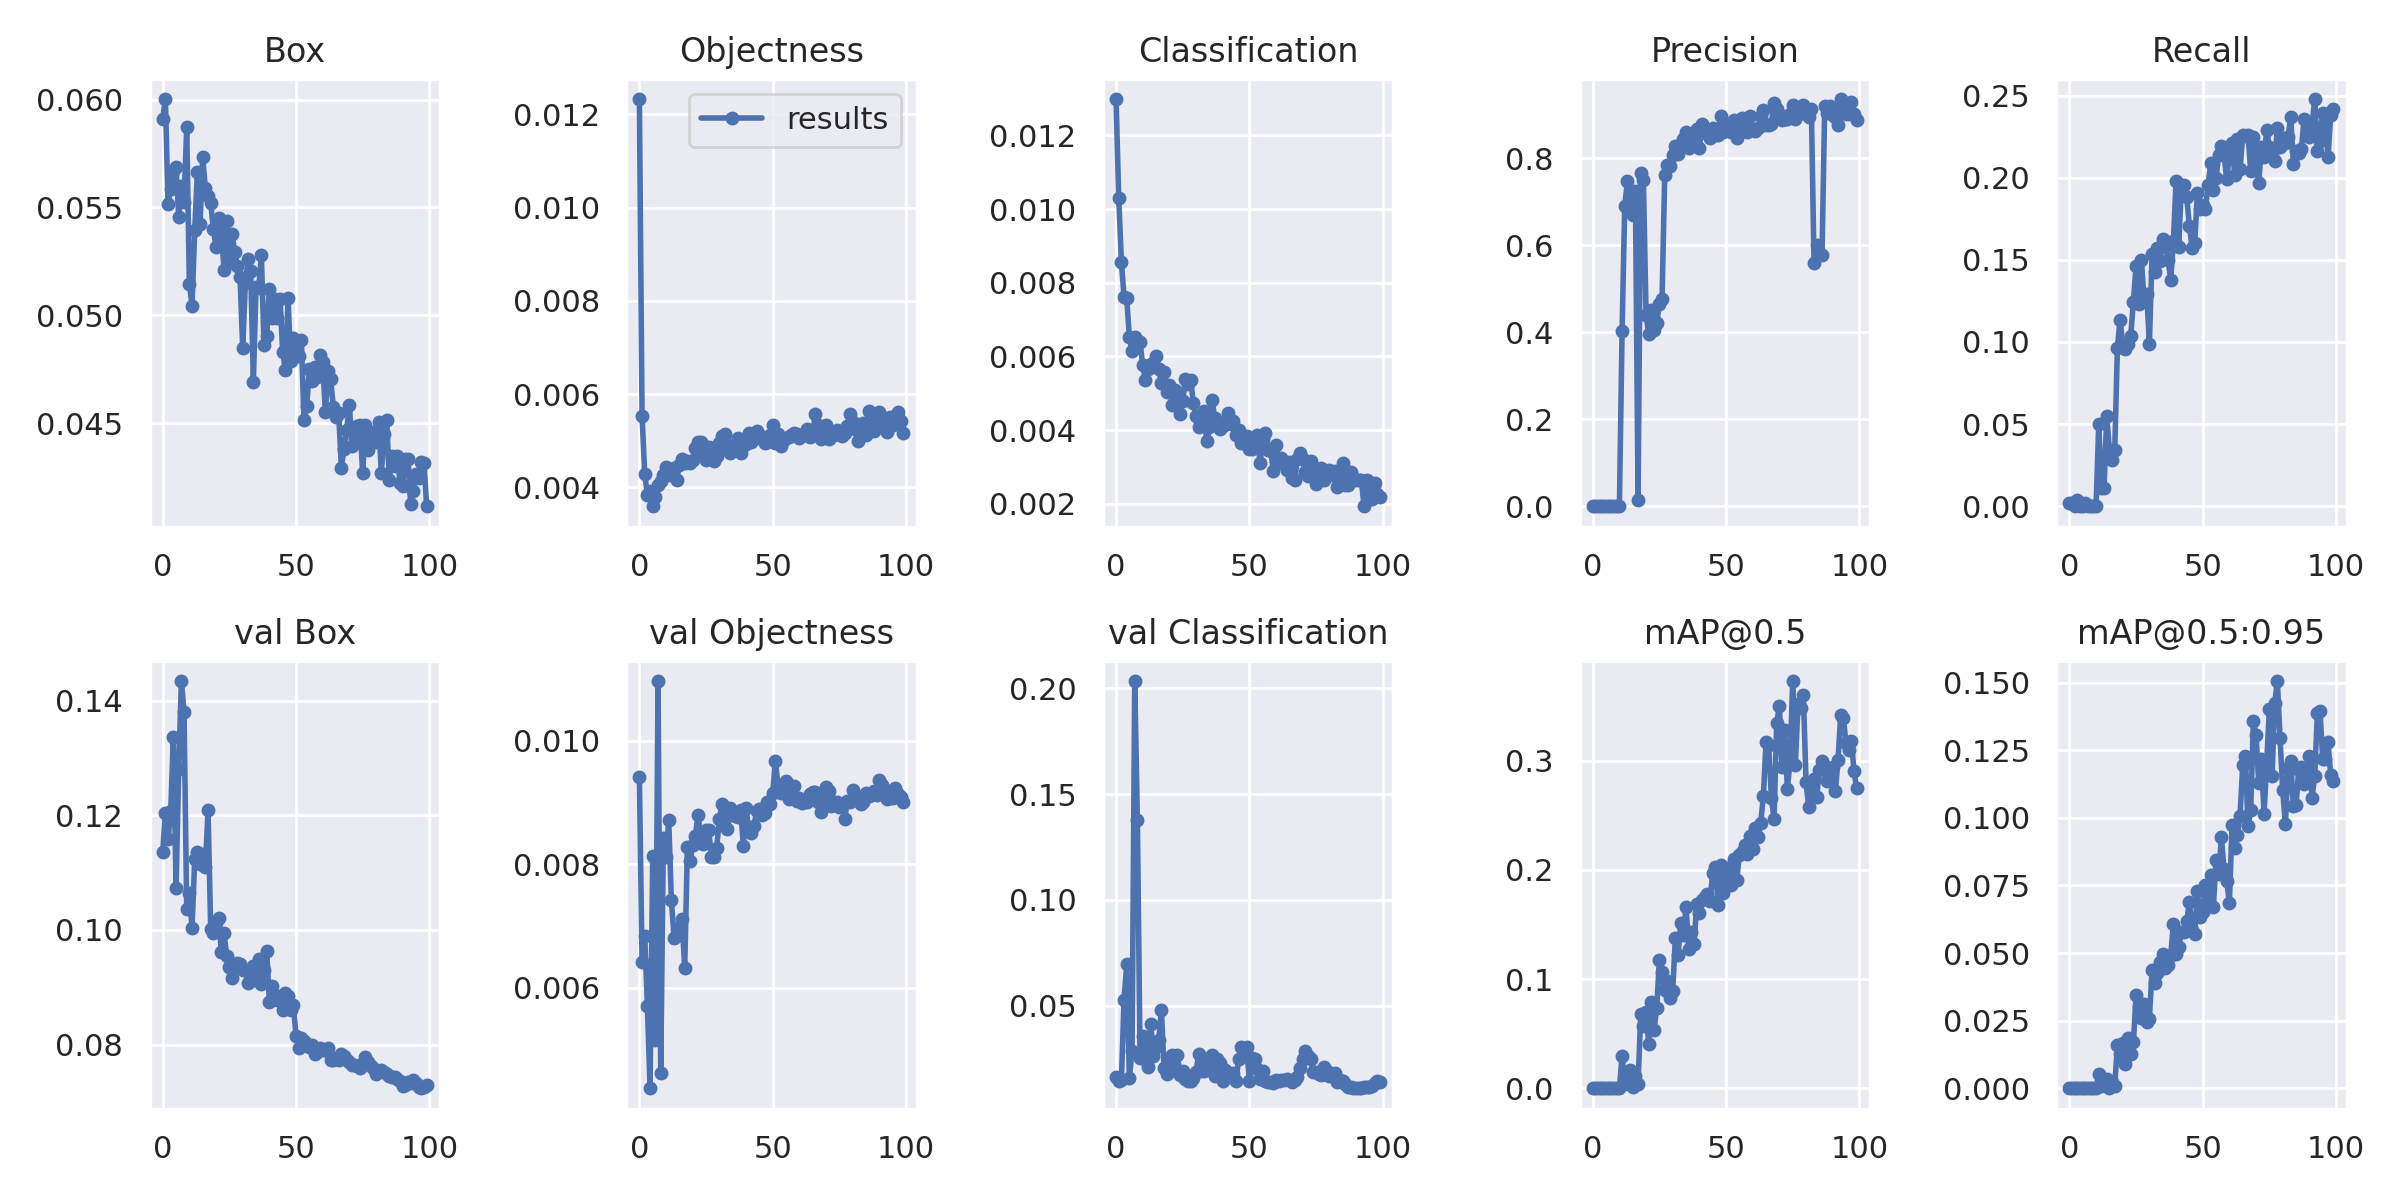 Box
0.060
0.055
0.050
0.045
0 50 100
Objectness
results
0.012
0.010
0.008
0.006
0.004
0 50 100
Classification
0.012
0.010
0.008
0.006
0.004
0.002
0 50 100
Precision
0.8
0.6
0.4
0.2
0.0
0 50 100
Recall
0.25
0.20
0.15
0.10
0.05
0.00
0 50 100
val Box
0.14
0.12
0.10
0.08
0 50 100
val Objectness
0.010
0.008
0.006
0 50 100
val Classification
0.20
0.15
0.10
0.05
0 50 100
mAP@0.5
0.3
0.2
0.1
0.0
0 50 100
mAP@0.5:0.95
0.150
0.125
0.100
0.075
0.050
0.025
0.000
0 50 100